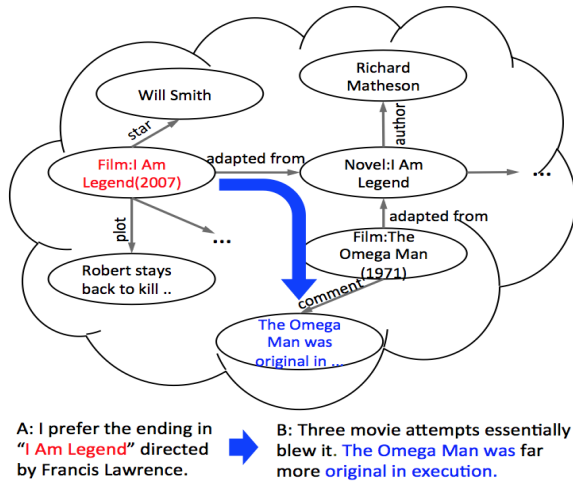 Will Smith
Richard
Matheson
star
author
Film:I Am
Legend(2007)
adapted from
Novel:I Am
Legend
...
plot
...
adapted from
Film:The
Omega Man
(1971)
Robert stays
back to kill ..
comment
The Omega
Man was
original in ...
A: I prefer the ending in
“I Am Legend” directed
by Francis Lawrence.
B: Three movie attempts essentially
blew it. The Omega Man was far
more original in execution.